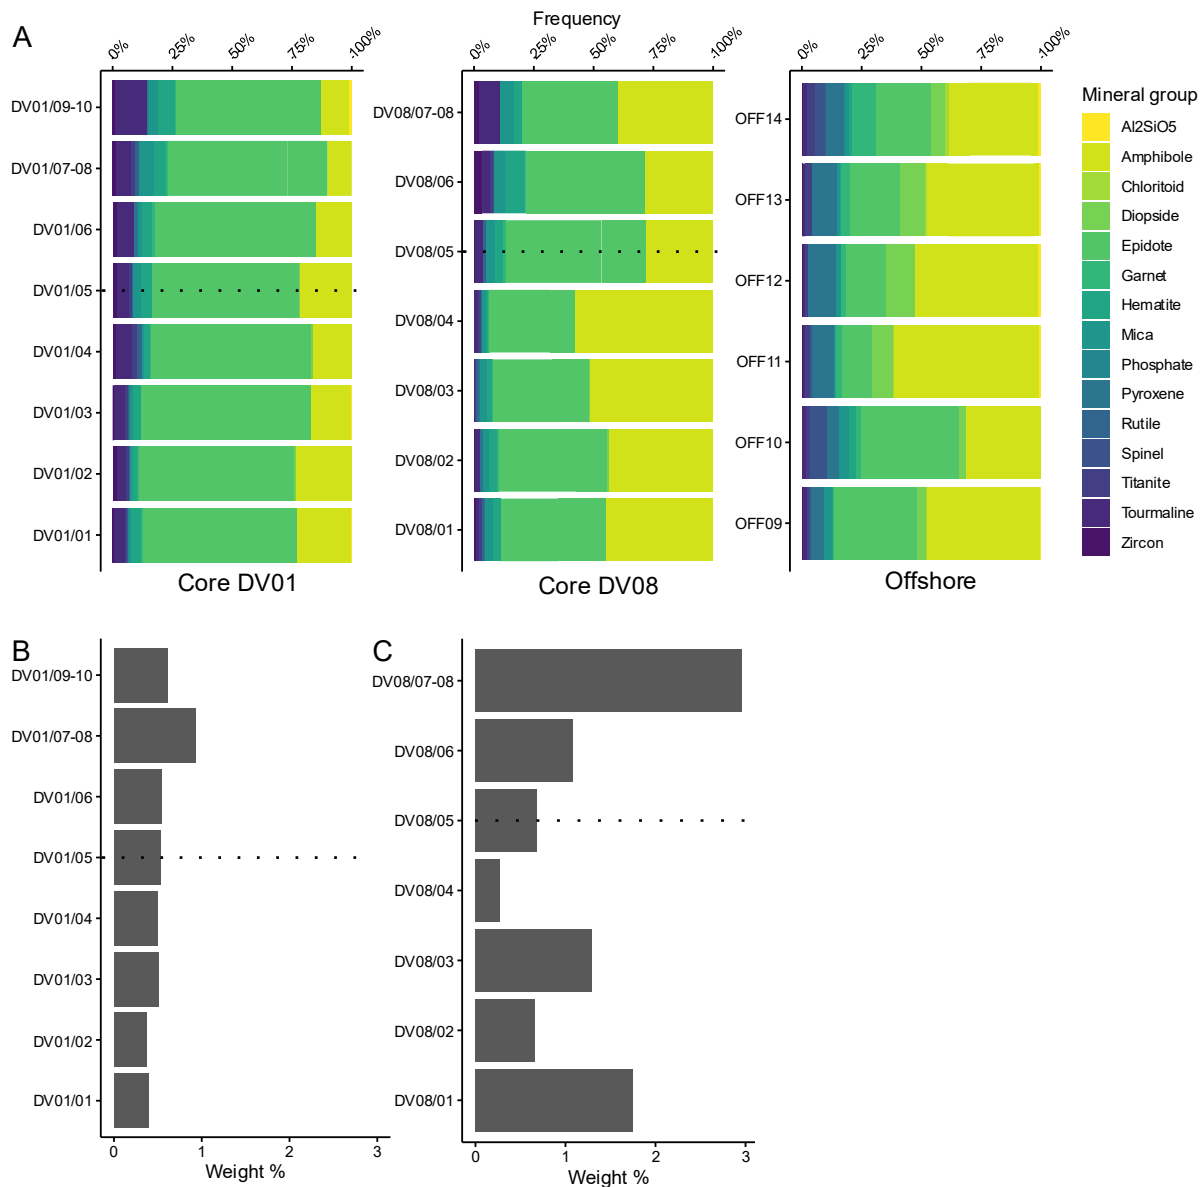 A
Frequency
0%
25%
50%
75%
100%
0%
25%
50%
75%
100%
0%
25%
50%
75%
100%
DV01/09-10
DV01/07-08
DV01/06
DV01/05
DV01/04
DV01/03
DV01/02
DV01/01
Core DV01
DV08/07-08
DV08/06
DV08/05
DV08/04
DV08/03
DV08/02
DV08/01
Core DV08
OFF14
OFF13
OFF12
OFF11
OFF10
OFF09
Offshore
Mineral group
Al2SiO5
Amphibole
Chloritoid
Diopside
Epidote
Garnet
Hematite
Mica
Phosphate
Pyroxene
Rutile
Spinel
Titanite
Tourmaline
Zircon
B
DV01/09-10
DV01/07-08
DV01/06
DV01/05
DV01/04
DV01/03
DV01/02
DV01/01
0 1 2 3
Weight %
C
DV08/07-08
DV08/06
DV08/05
DV08/04
DV08/03
DV08/02
DV08/01
0 1 2 3
Weight %